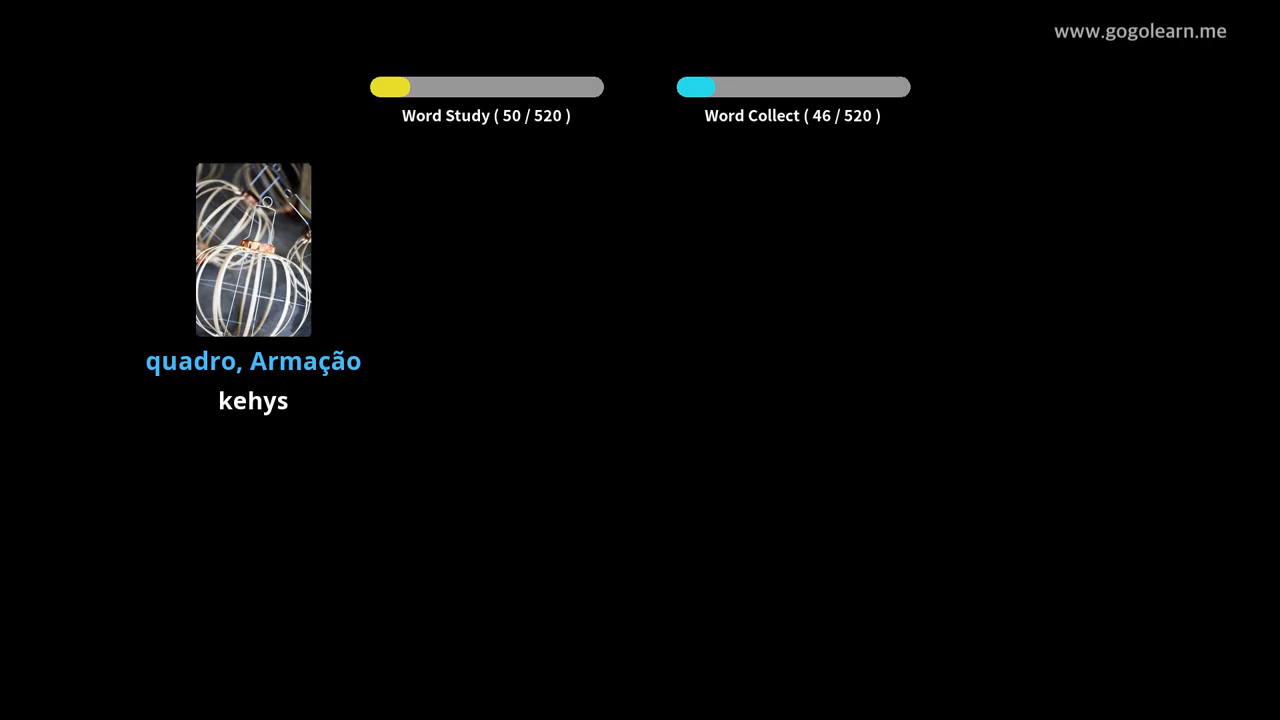 www.gogolearn.me
Word Study ( 50 / 520 )
Word Collect ( 46 / 520 )
quadro, Armação
kehys